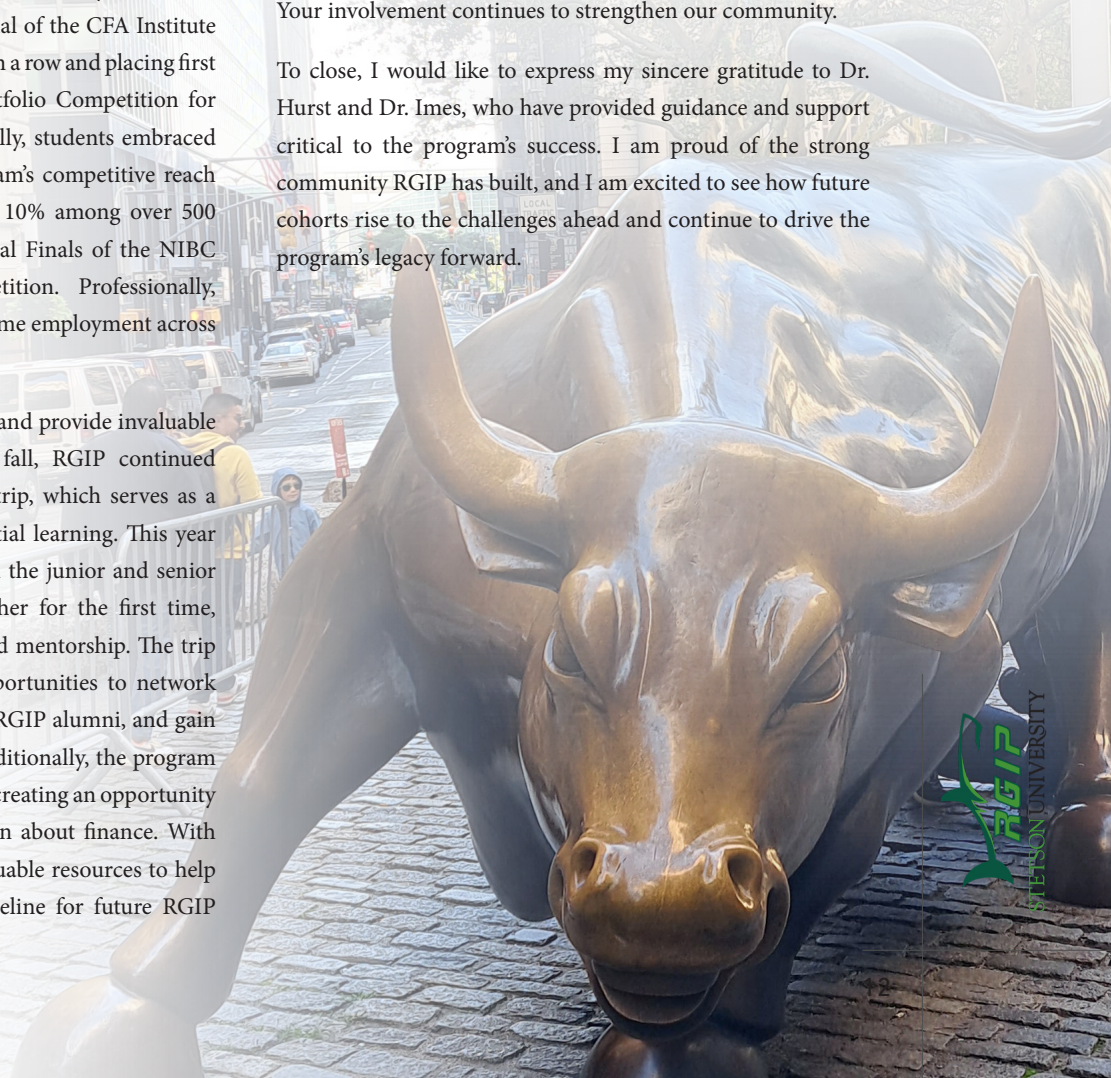 al of the CFA Institute
a row and placing first
folio Competition for
lly, students embraced
am's competitive reach
10% among over 500
al Finals of the NIBC
etition. Professionally,
me employment across
and provide invaluable
fall, RGIP continued
trip, which serves as a
tial learning. This year
the junior and senior
her for the first time,
d mentorship. The trip
portunities to network
RGIP alumni, and gain
ditionally, the program
creating an opportunity
n about finance. With
uable resources to help
eline for future RGIP
Your involvement continues to strengthen our community.
To close, I would like to express my sincere gratitude to Dr.
Hurst and Dr. Imes, who have provided guidance and support
critical to the program's success. I am proud of the strong
community RGIP has built, and I am excited to see how future
cohorts rise to the challenges ahead and continue to drive the
program's legacy forward.
LOCAL
RGIP
STETSON UNIVERSITY
12